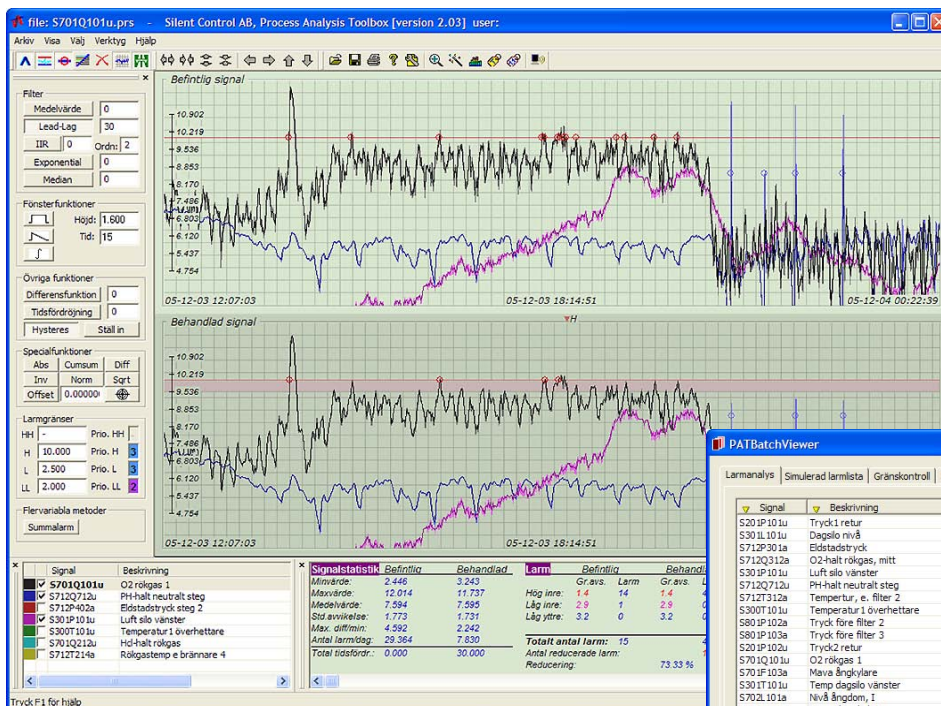 file: S701Q101u.prs - Silent Control AB, Process Analysis Toolbox [version 2.03] user:
Arkiv Visa Välj Verktyg Hjälp
Filter
Medelvärde 0
Lead-Lag 30
IIR 0 Ordn: 2
Exponential 0
Median 0
Fönsterfunktioner
Höjd: 1.600
Tid: 15
Övriga funktioner
Differensfunktion 0
Tidsfördröjning 0
Hysteres Ställ in
Specialfunktioner
Abs Cumsum Diff
Inv Norm Sqrt
Offset 0.00000
Larmgränser
HH - Prio. HH -
H 10.000 Prio. H 3
L 2.500 Prio. L 3
LL 2.000 Prio. LL 2
Flervariabla metoder
Summalarm
Befintlig signal
10.902
10.219
9.536
8.853
8.170
7.486
6.803
6.120
5.437
4.754
05-12-03 12:07:03 05-12-03 18:14:51 05-12-04 00:22:39
Behandlad signal
H
10.902
10.219
9.536
8.853
8.170
7.486
6.803
6.120
5.437
4.754
05-12-03 12:07:03 05-12-03 18:14:51
Signal Beskrivning
S701Q101u O2 rökgas 1
S712Q712u PH-halt neutralt steg
S712P402a Eldstadstryck steg 2
S301P101u Luft silo vänster
S300T101u Temperatur1 överhettare
S701Q212u Hd-halt rökgas
S712T214a Rökgastemp e brännare 4
Signalstatistik Befintlig Behandlad
Minvärde: 2.446 3.243
Maxvärde: 12.014 11.737
Medelvärde: 7.594 7.595
Std.avvikelse: 1.773 1.731
Max. diff/min: 4.592 2.242
Antal larm/dag: 29.364 7.830
Total tidsfördr.: 0.000 30.000
Larm Befintlig Behandla
Gr.avs. Larm Gr.avs. L
Hög inre: 1.4 14 1.4 4
Låg inre: 2.9 1 2.9 0
Låg yttre: 3.2 0 3.2 0
Totalt antal larm: 15 4
Antal reducerade larm: 1
Reducering: 73.33 %
PATBatchViewer
Larmanalys Simulerad larmlista Gränskontroll
Signal Beskrivning
S201P101u Tryck1 retur
S301L101u Dagsilo nivå
S712P301a Eldstadstryck
S712Q312a O2-halt rökgas, mitt
S301P101u Luft silo vänster
S712Q712u PH-halt neutralt steg
S712T312a Tempertur, e. filter 2
S300T101u Temperatur1 överhettare
S801P102a Tryck före filter 2
S801P103a Tryck före filter 3
S201P102u Tryck2 retur
S701Q101u O2 rökgas 1
S701F103a Mava ångkylare
S301T101u Temp dagsilo vänster
S702L101a Nivå ångdom, I
Tryck F1 för hjälp